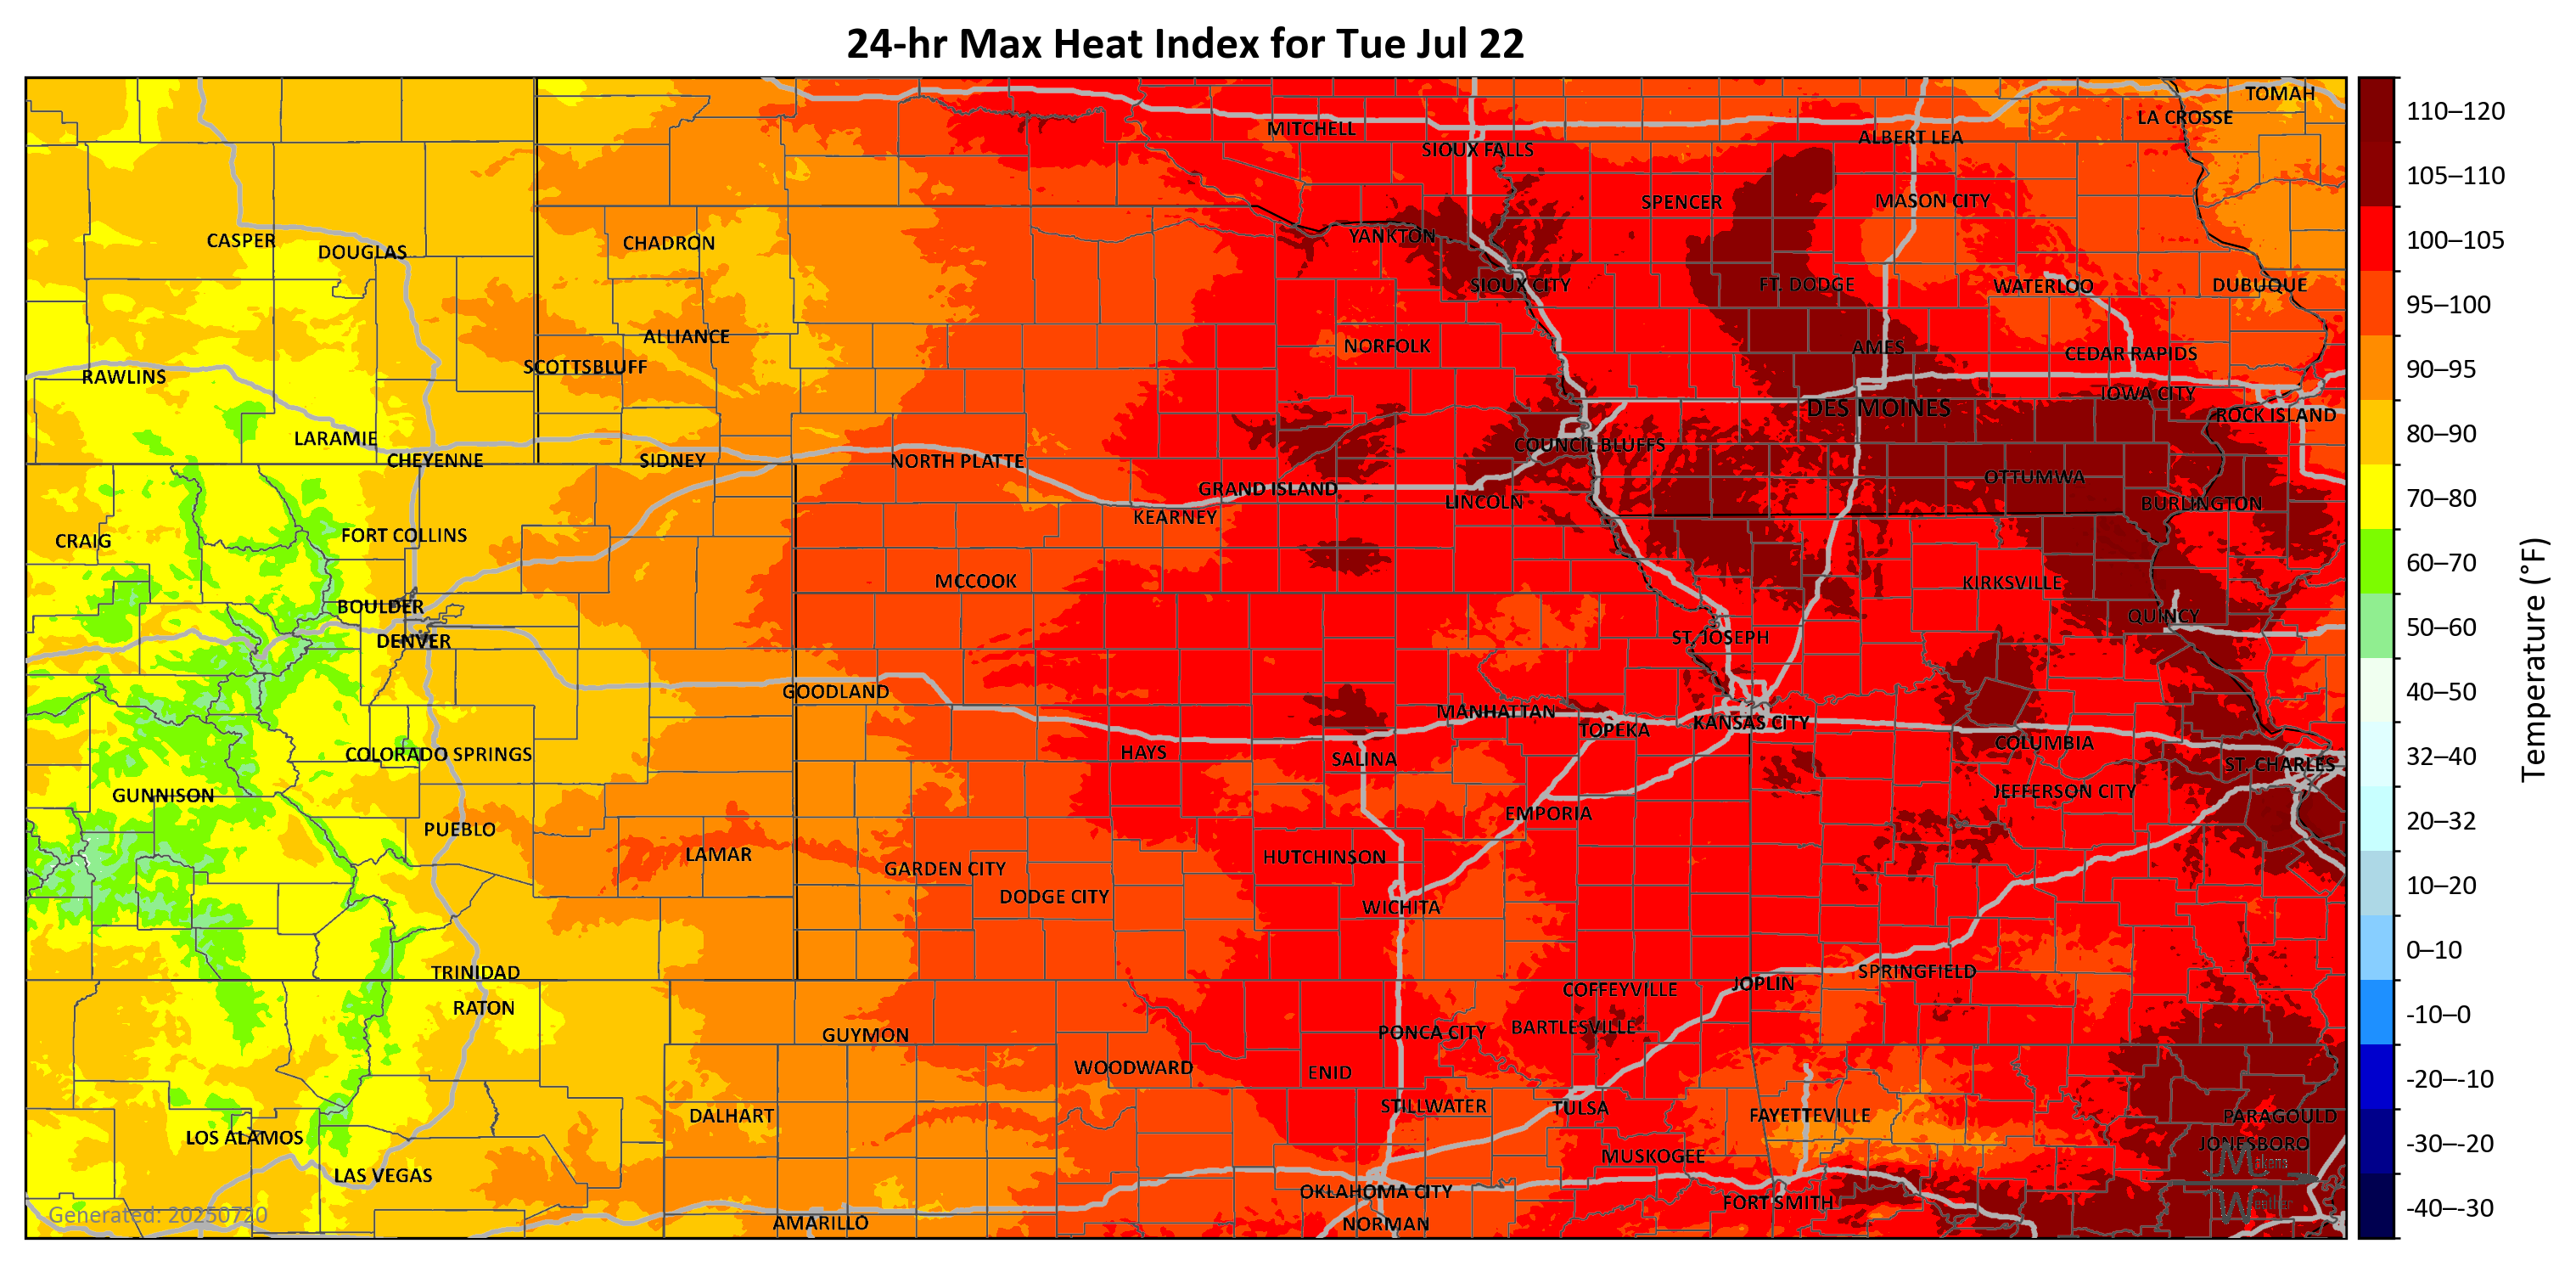 24-hr Max Heat Index for Tue Jul 22
TOMAH
LA CROSSE
MITCHELL
ALBERT LEA
SIOUX FALLS
SPENCER
MASON CITY
YANKTON
CASPER
CHADRON
DOUGLAS
SIOUX CITY
FT. DODGE
WATERLOO
DUBUQUE
ALLIANCE
NORFOLK
AMES
CEDAR RAPIDS
SCOTTSBLUFF
RAWLINS
IOWA CITY
DES MOINES
ROCK ISLAND
LARAMIE
COUNCIL BLUFFS
CHEYENNE
SIDNEY
NORTH PLATTE
OTTUMWA
GRAND ISLAND
LINCOLN
BURLINGTON
KEARNEY
FORT COLLINS
CRAIG
MCCOOK
KIRKSVILLE
BOULDER
QUINCY
DENVER
ST. JOSEPH
GOODLAND
MANHATTAN
TOPEKA
KANSAS CITY
COLUMBIA
COLORADO SPRINGS
HAYS
SALINA
ST. CHARLES
GUNNISON
JEFFERSON CITY
EMPORIA
PUEBLO
LAMAR
HUTCHINSON
GARDEN CITY
DODGE CITY
WICHITA
TRINIDAD
SPRINGFIELD
JOPLIN
COFFEYVILLE
RATON
BARTLESVILLE
PONCA CITY
GUYMON
WOODWARD
ENID
STILLWATER
TULSA
DALHART
FAYETTEVILLE
PARAGOULD
LOS ALAMOS
JONESBORO
MUSKOGEE
Makens
LAS VEGAS
OKLAHOMA CITY
FORT SMITH
Weather
Generated: 20250720
AMARILLO
NORMAN
110–120
105–110
100–105
95–100
90–95
80–90
70–80
60–70
50–60
40–50
32–40
20–32
10–20
0–10
-10–0
-20–-10
-30–-20
-40–-30
Temperature (°F)